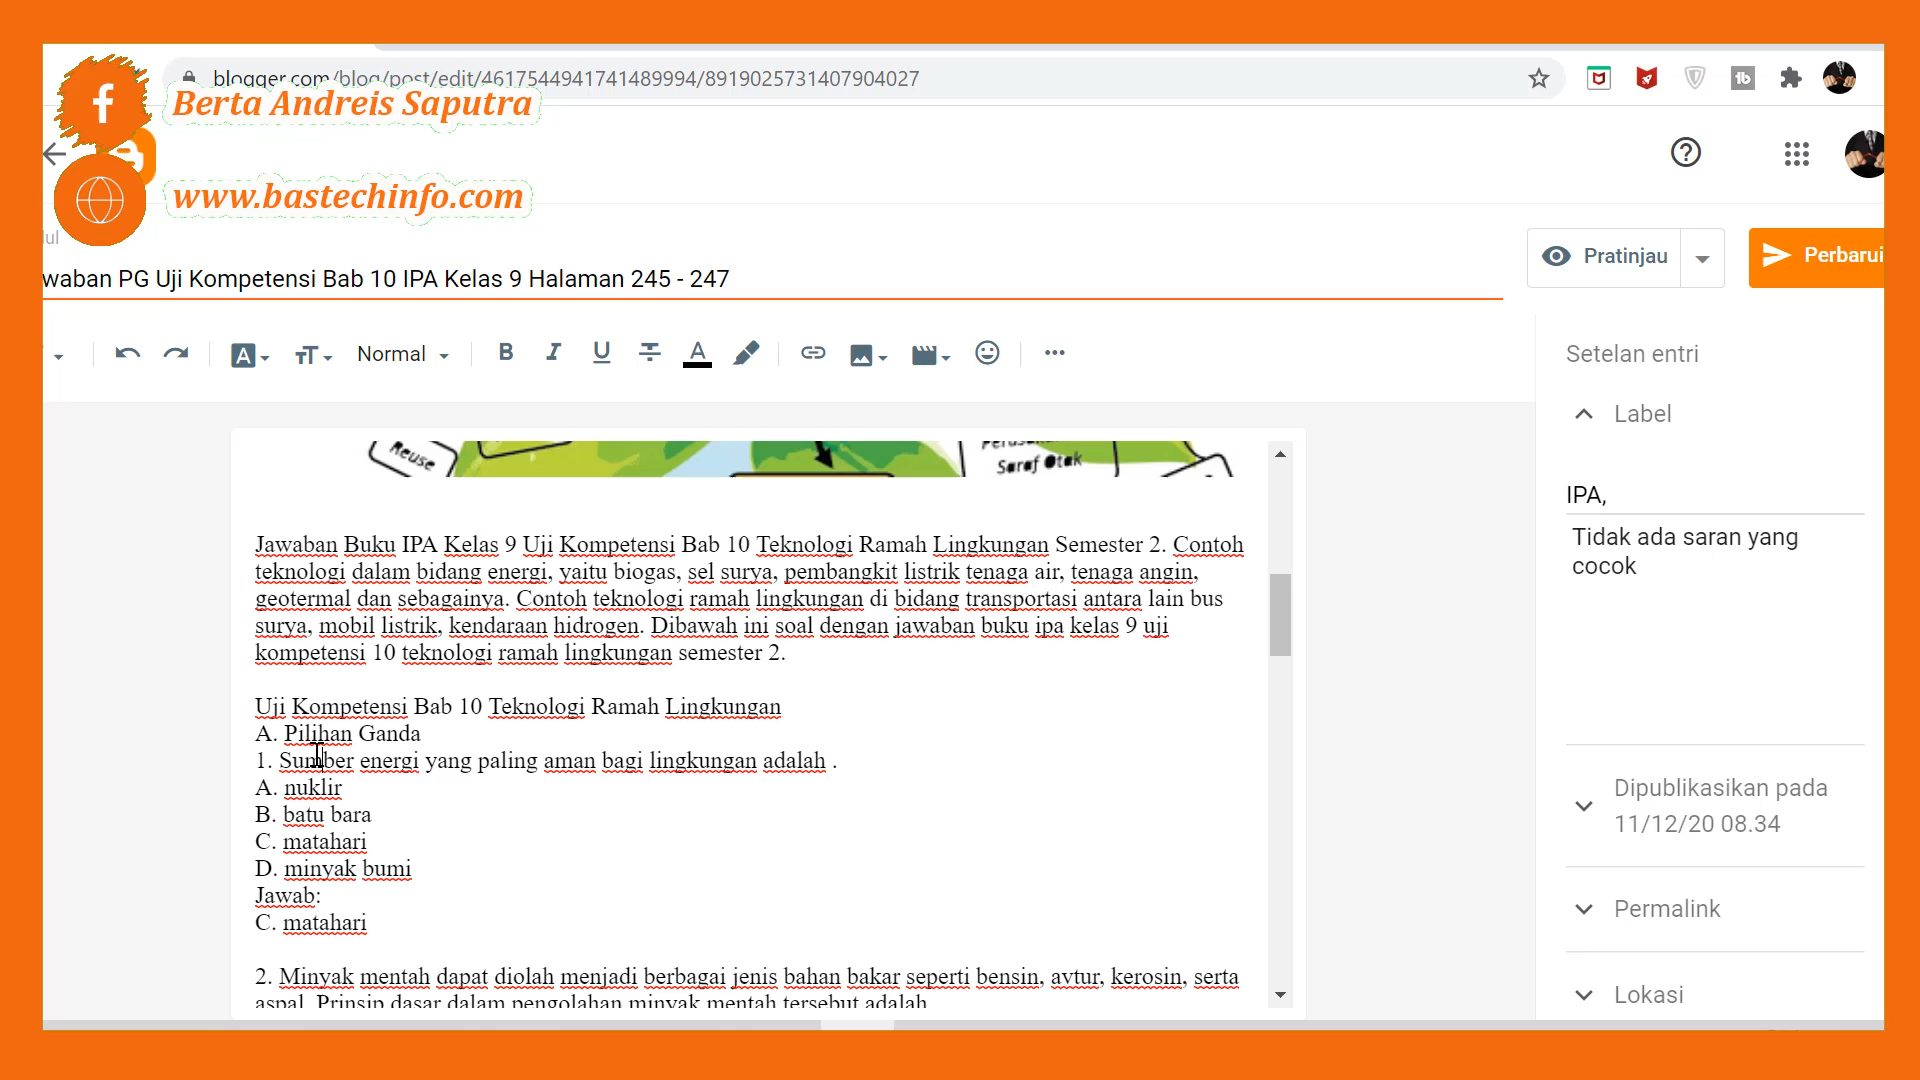 blogger.com/blog/post/edit/4617544941741489994/8919025731407904027
Berta Andreis Saputra
www.bastechinfo.com
ul
waban PG Uji Kompetensi Bab 10 IPA Kelas 9 Halaman 245 - 247
Pratinjau
Perbarui
Normal
Setelan entri
Label
IPA,
Tidak ada saran yang
cocok
Dipublikasikan pada
11/12/20 08.34
Permalink
Lokasi
Reuse
Saraf Otak
Jawaban Buku IPA Kelas 9 Uji Kompetensi Bab 10 Teknologi Ramah Lingkungan Semester 2. Contoh
teknologi dalam bidang energi, yaitu biogas, sel surya, pembangkit listrik tenaga air, tenaga angin,
geotermal dan sebagainya. Contoh teknologi ramah lingkungan di bidang transportasi antara lain bus
surya, mobil listrik, kendaraan hidrogen. Dibawah ini soal dengan jawaban buku ipa kelas 9 uji
kompetensi 10 teknologi ramah lingkungan semester 2.
Uji Kompetensi Bab 10 Teknologi Ramah Lingkungan
A. Pilihan Ganda
1. Sumber energi yang paling aman bagi lingkungan adalah .
A. nuklir
B. batu bara
C. matahari
D. minyak bumi
Jawab:
C. matahari
2. Minyak mentah dapat diolah menjadi berbagai jenis bahan bakar seperti bensin, avtur, kerosin, serta
aspal. Prinsip dasar dalam pengolahan minyak mentah tersebut adalah